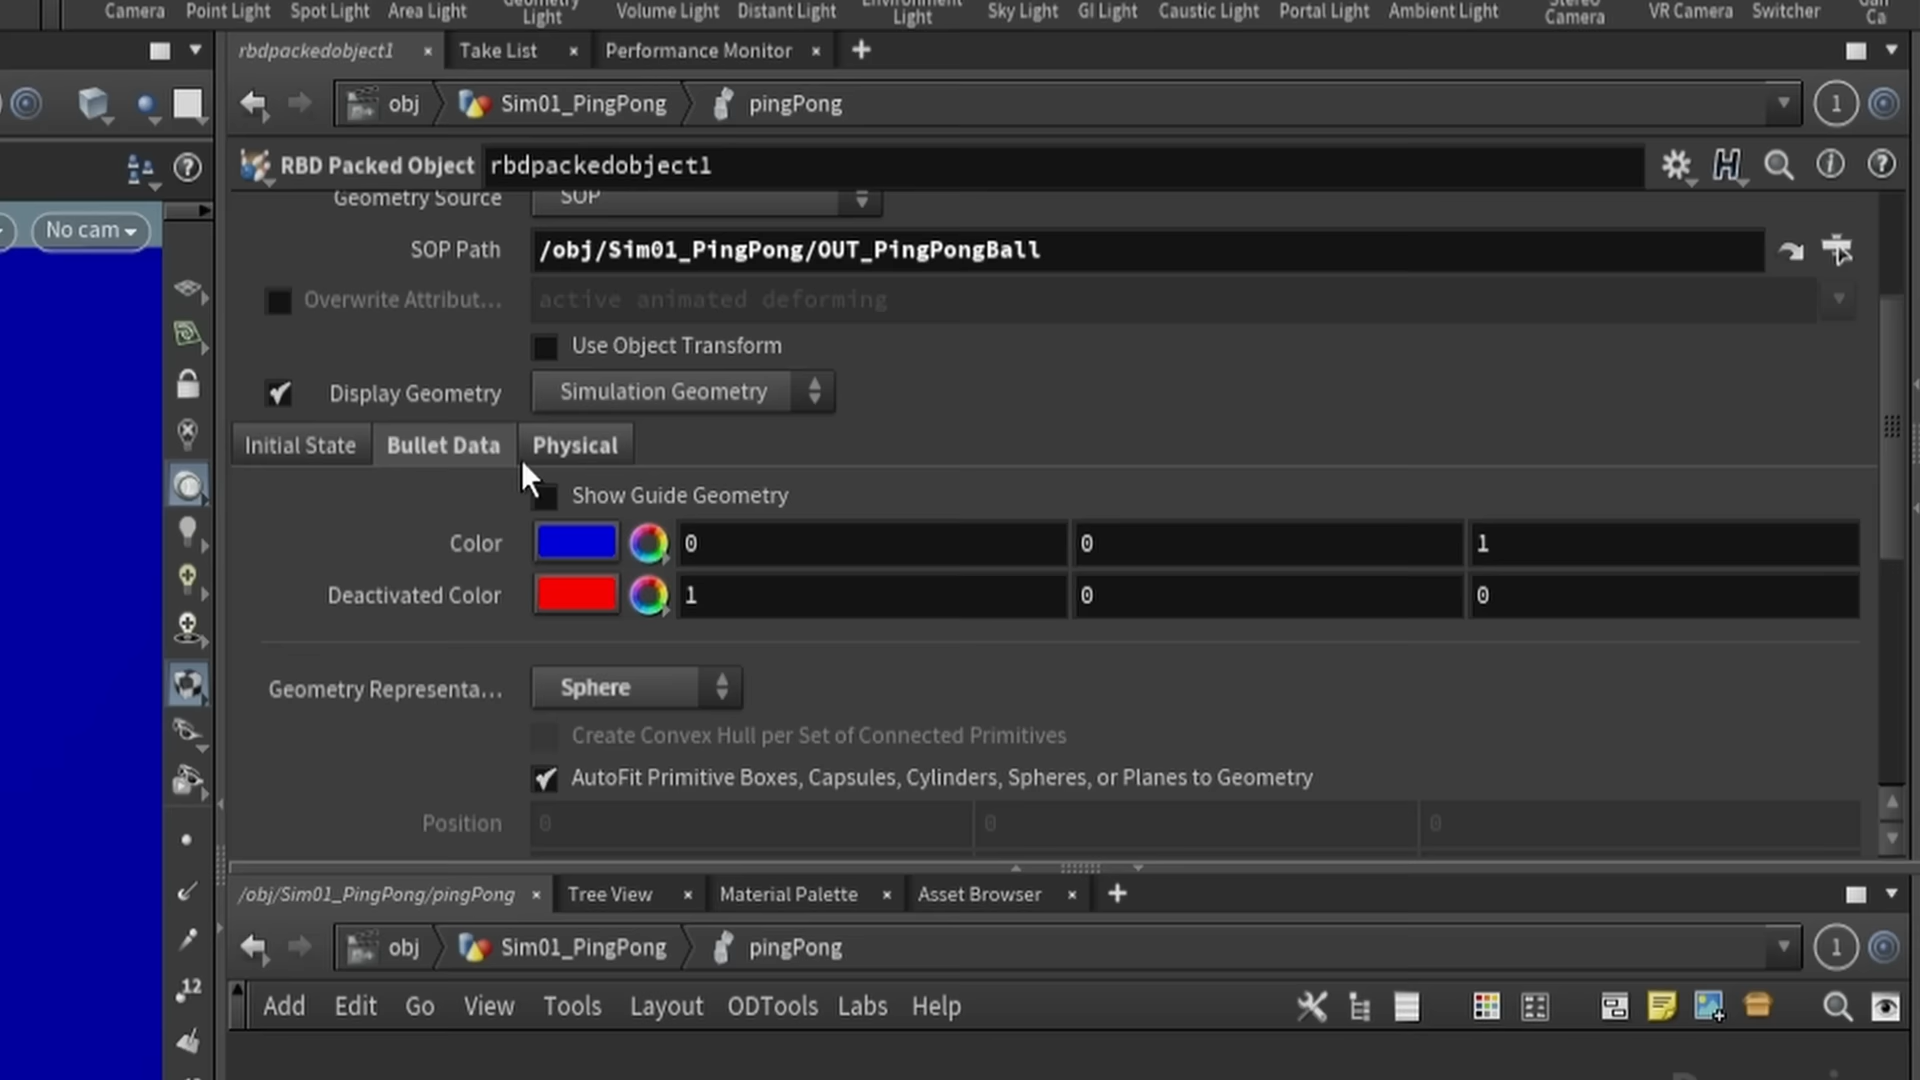 Camera Point Light Spot Light Area Light Geometry Light Volume Light Distant Light Environment Light Sky Light GI Light Caustic Light Portal Light Ambient Light Stereo Camera VR Camera Switcher
rbdpackedobject1 Take List Performance Monitor
obj Sim01_PingPong pingPong 1
RBD Packed Object rbdpackedobject1
Geometry Source SOP
No cam
SOP Path /obj/Sim01_PingPong/OUT_PingPongBall
Overwrite Attribut... active animated deforming
Use Object Transform
Display Geometry Simulation Geometry
Initial State Bullet Data Physical
Show Guide Geometry
Color 0 0 1
Deactivated Color 1 0 0
Geometry Representa... Sphere
Create Convex Hull per Set of Connected Primitives
AutoFit Primitive Boxes, Capsules, Cylinders, Spheres, or Planes to Geometry
Position 0 0 0
/obj/Sim01_PingPong/pingPong Tree View Material Palette Asset Browser
obj Sim01_PingPong pingPong 1
12
Add Edit Go View Tools Layout ODTools Labs Help